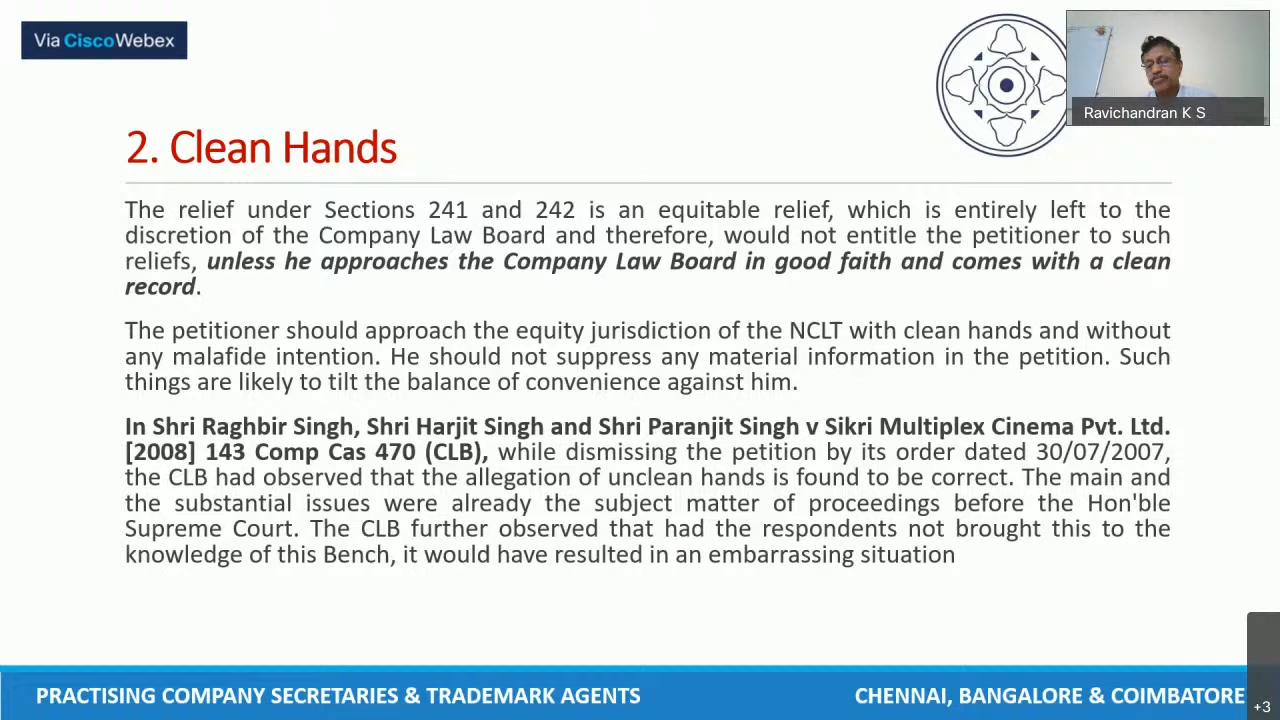 Via CiscoWebex
Ravichandran K S
2. Clean Hands
The relief under Sections 241 and 242 is an equitable relief, which is entirely left to the
discretion of the Company Law Board and therefore, would not entitle the petitioner to such
reliefs, unless he approaches the Company Law Board in good faith and comes with a clean
record.
The petitioner should approach the equity jurisdiction of the NCLT with clean hands and without
any malafide intention. He should not suppress any material information in the petition. Such
things are likely to tilt the balance of convenience against him.
In Shri Raghbir Singh, Shri Harjit Singh and Shri Paranjit Singh v Sikri Multiplex Cinema Pvt. Ltd.
[2008] 143 Comp Cas 470 (CLB), while dismissing the petition by its order dated 30/07/2007,
the CLB had observed that the allegation of unclean hands is found to be correct. The main and
the substantial issues were already the subject matter of proceedings before the Hon'ble
Supreme Court. The CLB further observed that had the respondents not brought this to the
knowledge of this Bench, it would have resulted in an embarrassing situation
PRACTISING COMPANY SECRETARIES & TRADEMARK AGENTS
CHENNAI, BANGALORE & COIMBATORE
+3